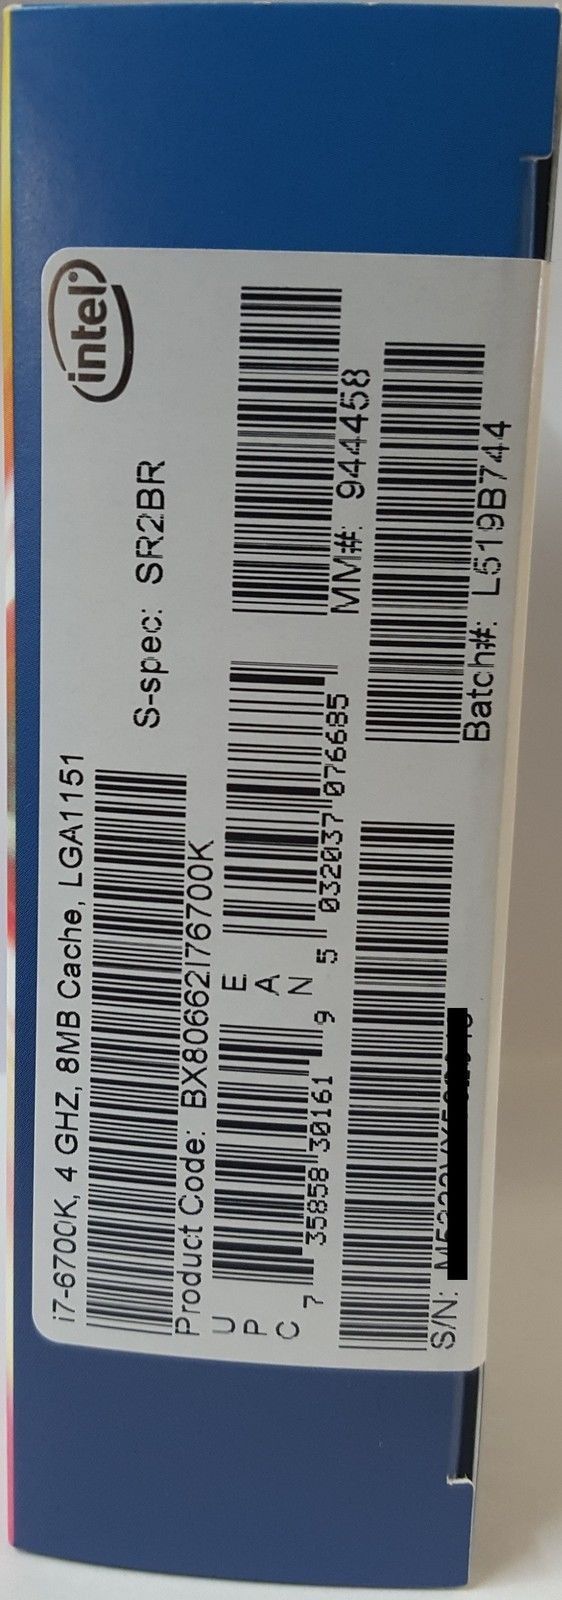 intel®
i7-6700K, 4 GHZ, 8MB Cache, LGA1151
S-spec: SR2BR
Product Code: BX80662I76700K
MM#: 944458
UPC
7 35858 30161 9
EAN
5 032037 076685
Batch#: L519B744
S/N: